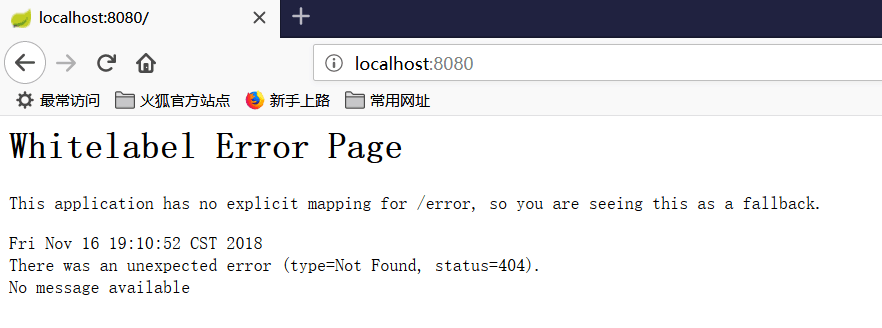 localhost:8080/
localhost:8080
最常访问 火狐官方站点 新手上路 常用网址
Whitelabel Error Page
This application has no explicit mapping for /error, so you are seeing this as a fallback.
Fri Nov 16 19:10:52 CST 2018
There was an unexpected error (type=Not Found, status=404).
No message available